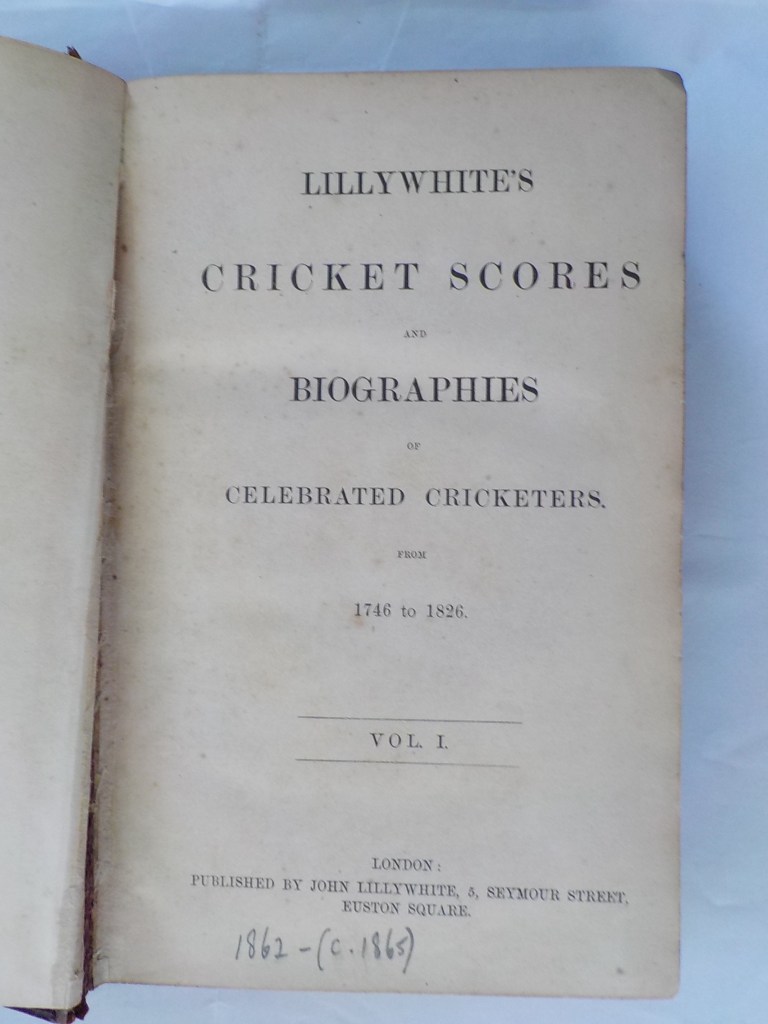 LILLYWHITE'S
CRICKET SCORES
AND
BIOGRAPHIES
OF
CELEBRATED CRICKETERS.
FROM
1746 to 1826.
VOL. I.
LONDON:
PUBLISHED BY JOHN LILLYWHITE, 5, SEYMOUR STREET,
EUSTON SQUARE.
1862 - (c. 1865)